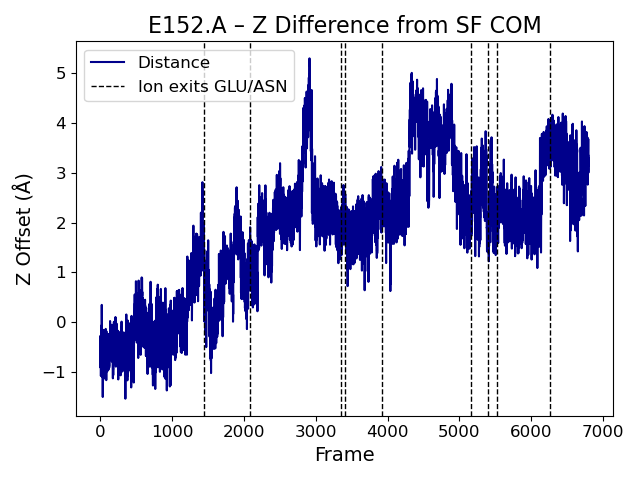 E152.A – Z Difference from SF COM
Distance
Ion exits GLU/ASN
5
4
3
2
1
0
−1
Z Offset (Å)
0 1000 2000 3000 4000 5000 6000 7000
Frame